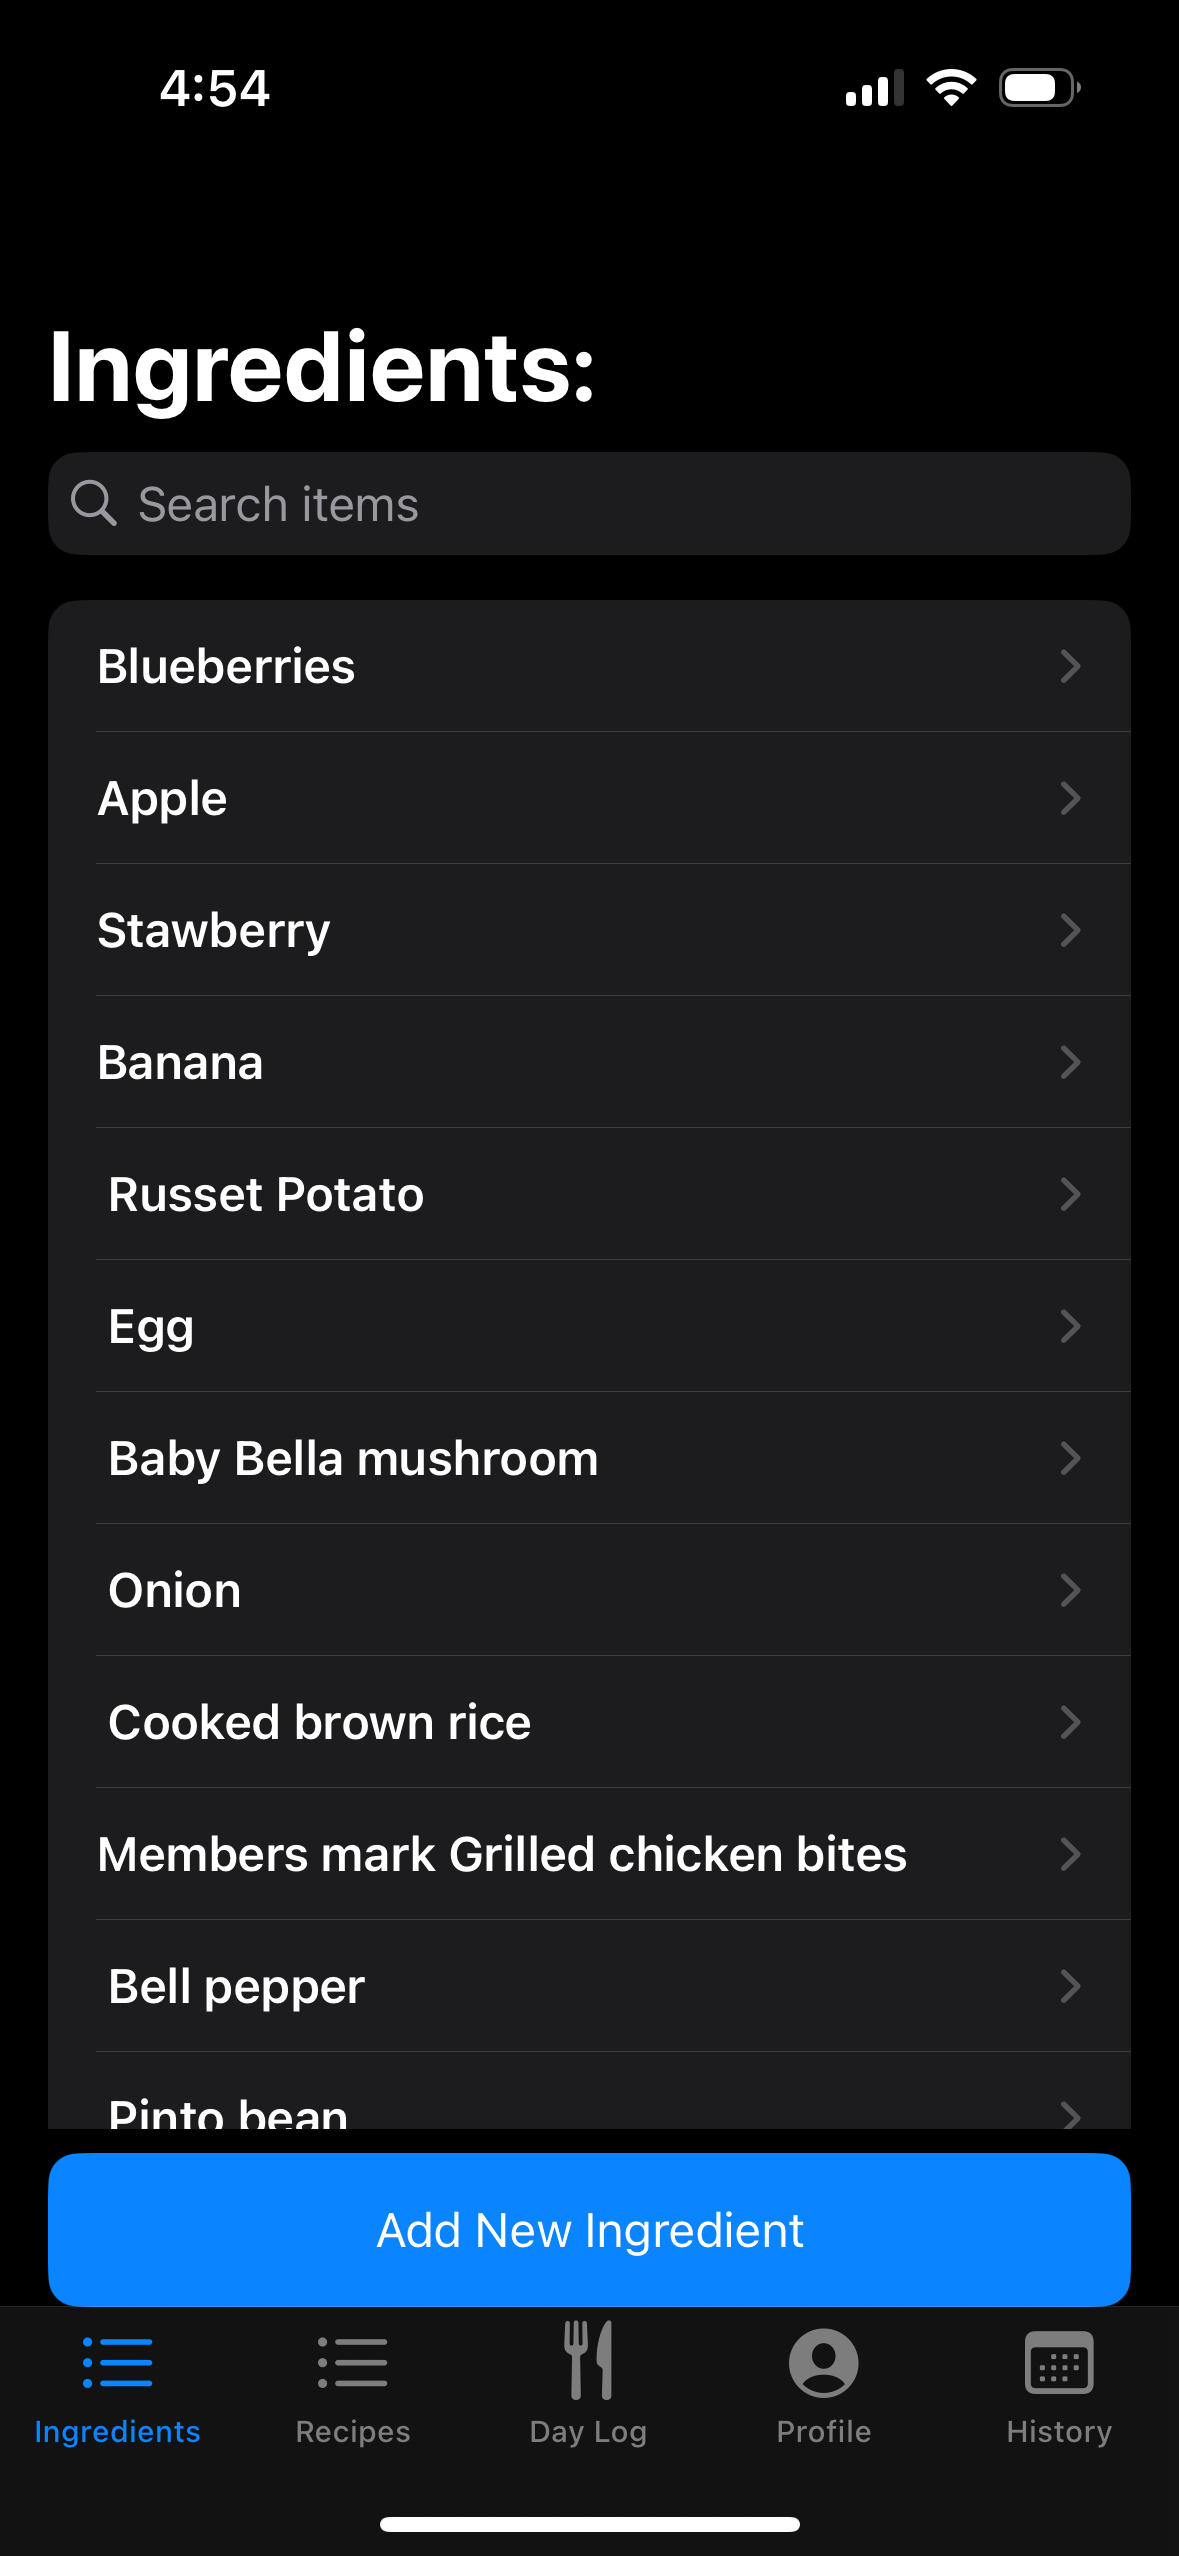 4:54
Ingredients:
Search items
Blueberries
Apple
Stawberry
Banana
Russet Potato
Egg
Baby Bella mushroom
Onion
Cooked brown rice
Members mark Grilled chicken bites
Bell pepper
Pinto bean
Add New Ingredient
Ingredients
Recipes
Day Log
Profile
History